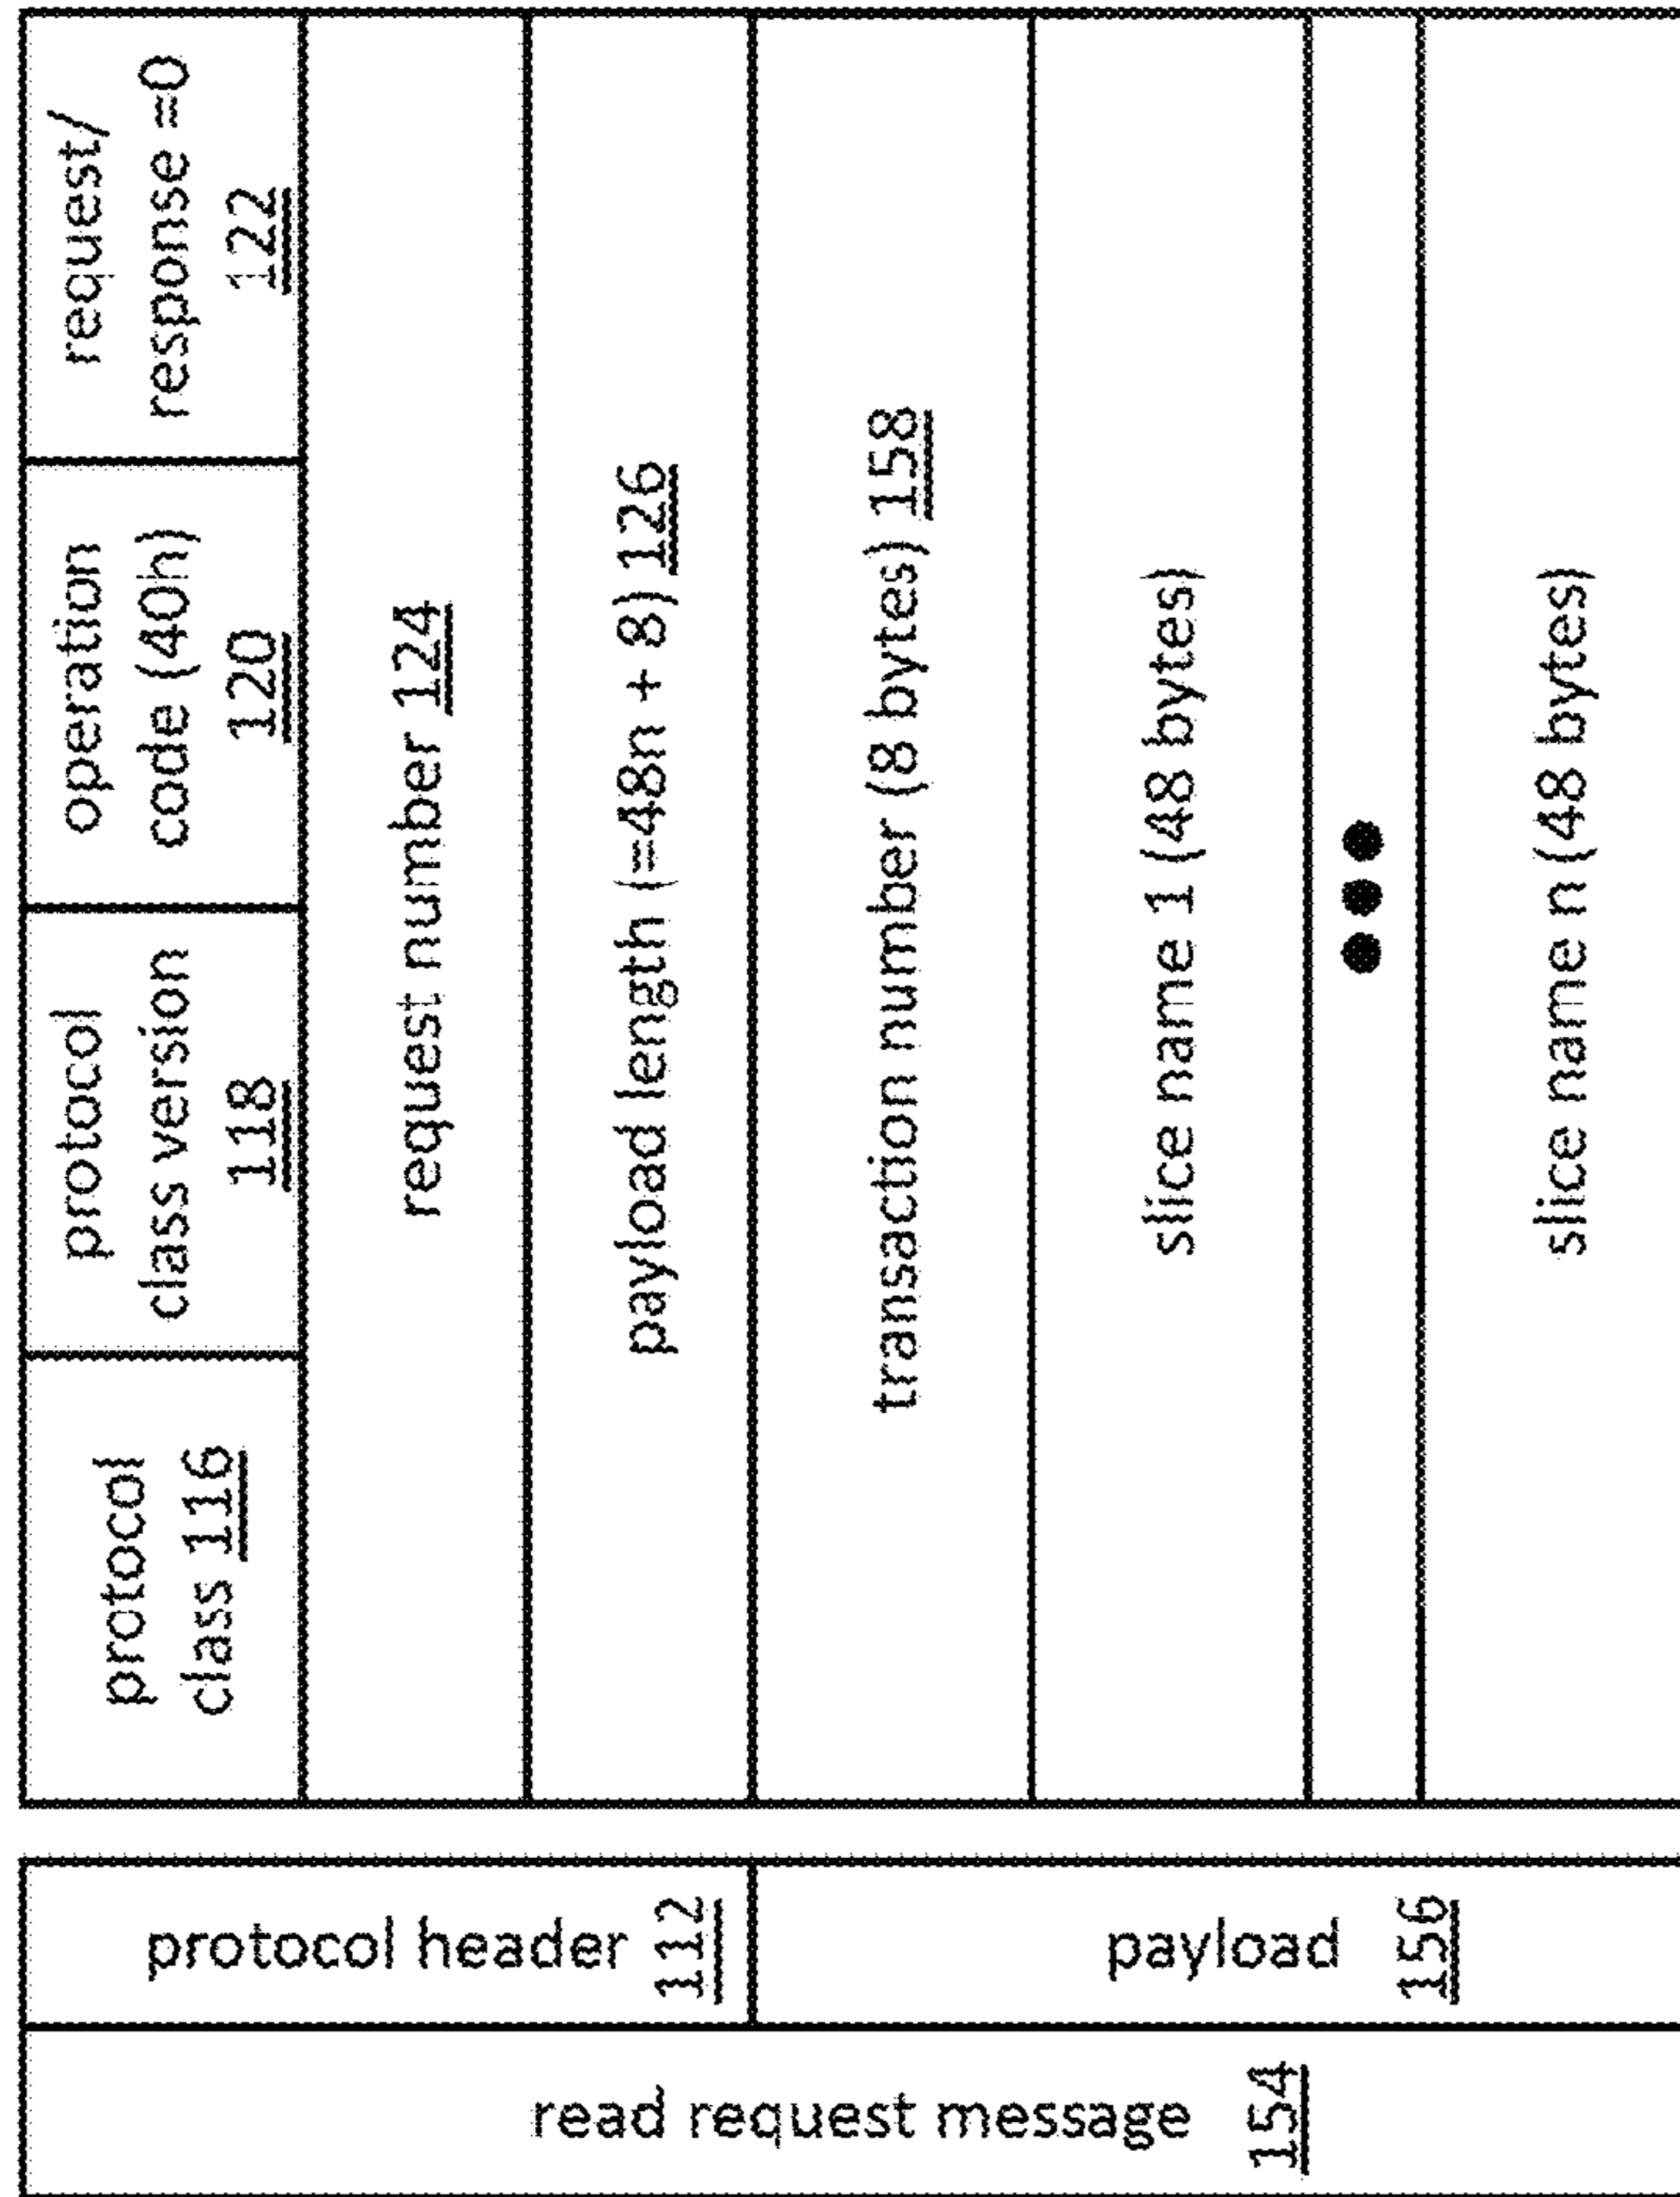 protocol
class 116
protocol
class version
118
operation
code (40h)
120
request/
response =0
122
request number 124
payload length (=48n + 8) 126
transaction number (8 bytes) 158
slice name 1 (48 bytes)
slice name n (48 bytes)
protocol header 112
payload 156
read request message 154